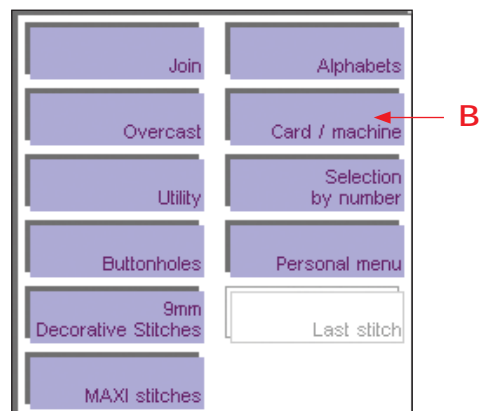 Join
Alphabets
Overcast
Card / machine
B
Utility
Selection
by number
Buttonholes
Personal menu
9mm
Decorative Stitches
Last stitch
MAXI stitches